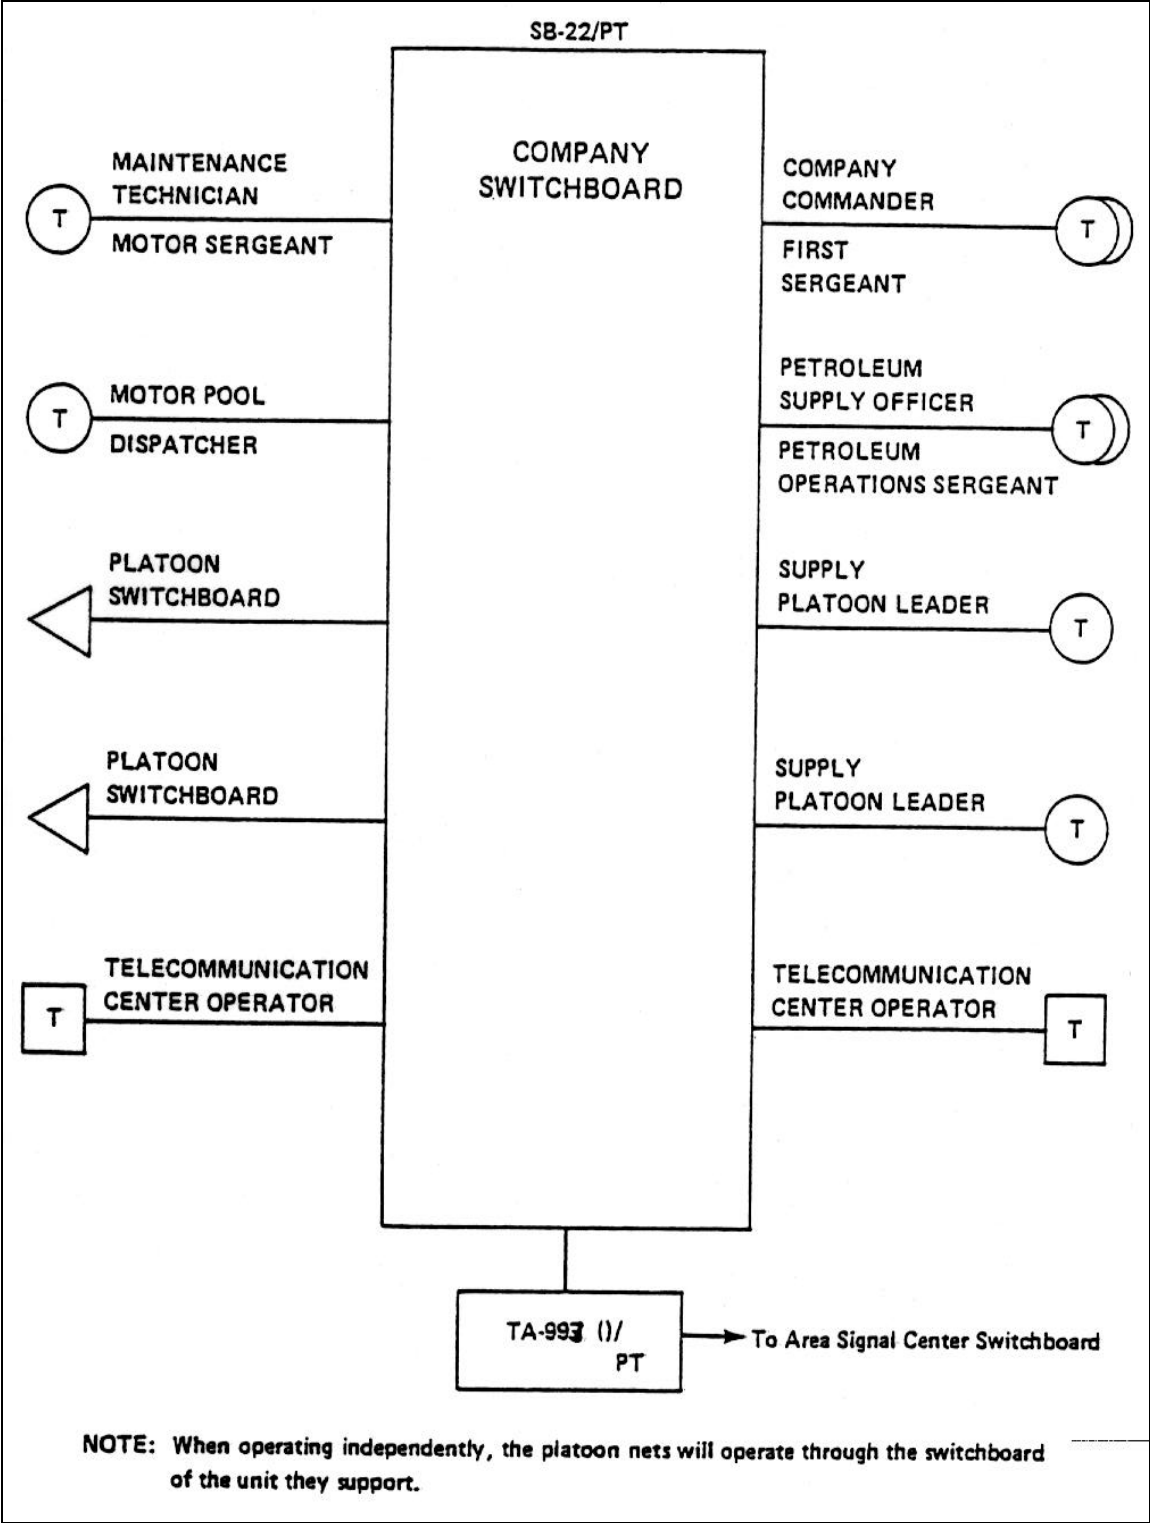 SB-22/PT
COMPANY
SWITCHBOARD
MAINTENANCE
TECHNICIAN
T
MOTOR SERGEANT
MOTOR POOL
T
DISPATCHER
PLATOON
SWITCHBOARD
PLATOON
SWITCHBOARD
TELECOMMUNICATION
CENTER OPERATOR
T
COMPANY
COMMANDER
T
FIRST
SERGEANT
PETROLEUM
SUPPLY OFFICER
T
PETROLEUM
OPERATIONS SERGEANT
SUPPLY
PLATOON LEADER
T
SUPPLY
PLATOON LEADER
T
TELECOMMUNICATION
CENTER OPERATOR
T
TA-993 ()/
PT
To Area Signal Center Switchboard
NOTE: When operating independently, the platoon nets will operate through the switchboard
of the unit they support.